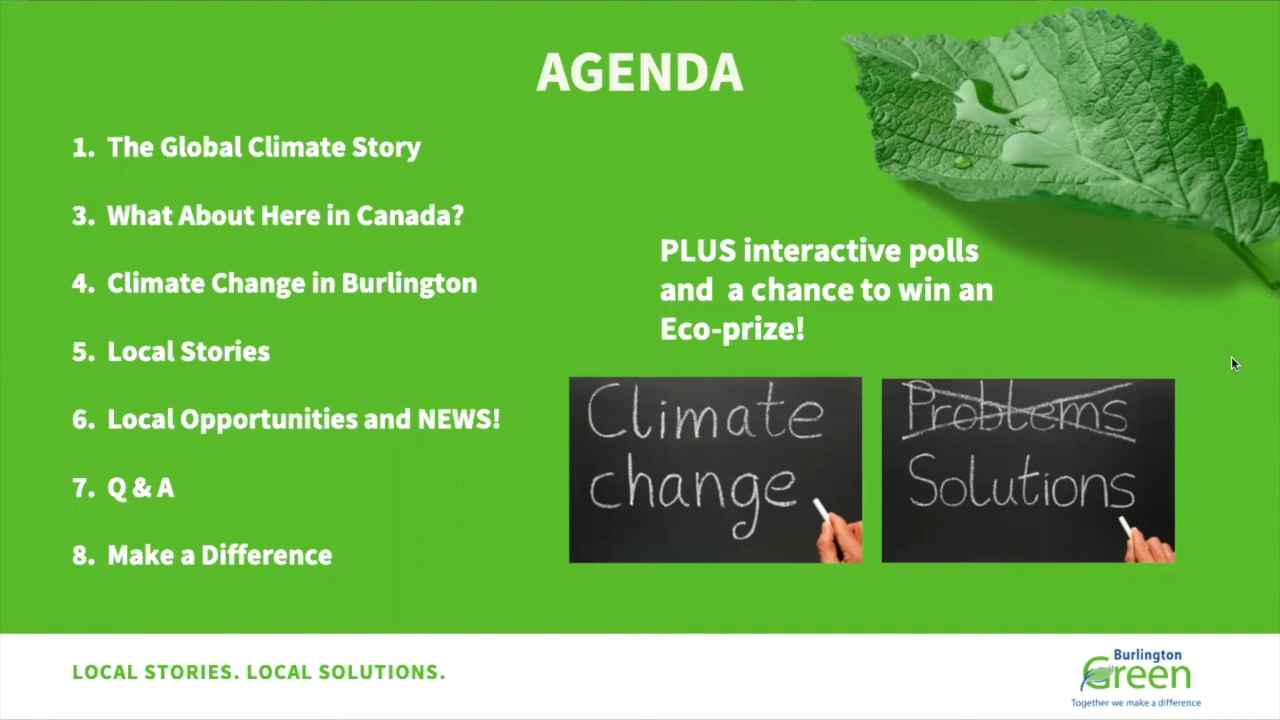 AGENDA
1. The Global Climate Story
3. What About Here in Canada?
4. Climate Change in Burlington
5. Local Stories
6. Local Opportunities and NEWS!
7. Q & A
8. Make a Difference
PLUS interactive polls
and a chance to win an
Eco-prize!
Climate
change
Problems
Solutions
LOCAL STORIES. LOCAL SOLUTIONS.
Burlington
Green
Together we make a difference